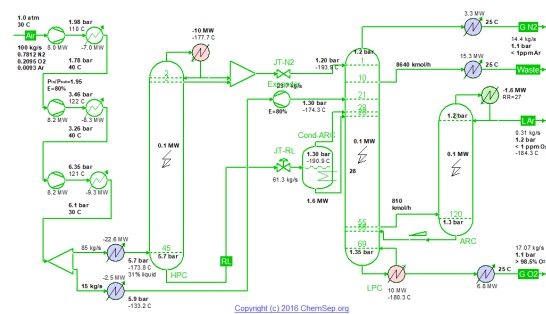 1.0 atm
30 C
Air
100 kg/s
0.7812 N2
0.2095 O2
0.0093 Ar
1.98 bar
110 C
8.0 MW
-7.0 MW
1.78 bar
40 C
E=80%
3.46 bar
122 C
8.2 MW
-8.3 MW
3.26 bar
40 C
6.35 bar
121 C
8.2 MW
-9.3 MW
6.1 bar
30 C
85 kg/s
-22.6 MW
5.7 bar
-173.8 C
31% liquid
15 kg/s
-2.5 MW
5.9 bar
-133.2 C
-10 MW
-177.7 C
2
0.1 MW
45
5.7 bar
HPC
RL
JT-N2
1.20 bar
Expander
E=80%
1.30 bar
-174.3 C
Cond-ARC
JT-RL
61.3 kg/s
1.30 bar
-190.9 C
1.6 MW
1.2 bar
1
10
21
0.1 MW
28
69
1.35 bar
LPC
10 MW
-180.3 C
3.3 MW
25 C
G N2
14.4 kg/s
1.1 bar
< 1ppm Ar
8640 kmol/h
15.3 MW
25 C
Waste
-1.6 MW
RR=27
1.2 bar
L Ar
0.31 kg/s
1.2 bar
< 1 ppm O2
-184.3 C
0.1 MW
810
kmol/h
120
1.3 bar
ARC
25 C
6.8 MW
17.07 kg/s
1.1 bar
> 98.5% O2
G O2
Copyright (c) 2016 ChemSep.org